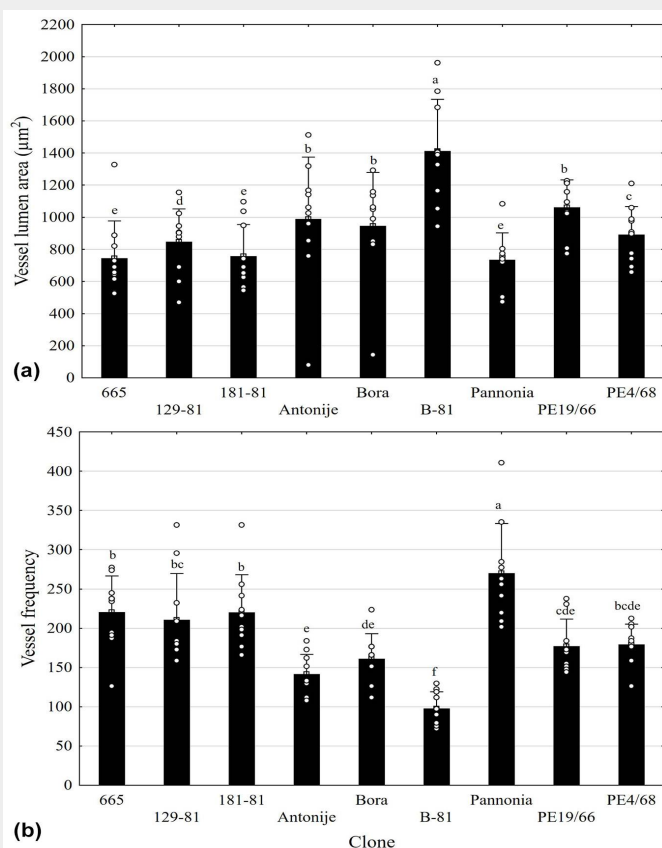 2200
2000
1800
1600
1400
1200
1000
800
600
400
200
0
Vessel lumen area (µm²)
e
d
e
b
b
a
e
b
c
(a)
665
181-81
Bora
Pannonia
PE4/68
129-81
Antonije
B-81
PE19/66
450
400
350
300
250
200
150
100
50
0
Vessel frequency
b
bc
b
e
de
f
a
cde
bcde
665
181-81
Bora
Pannonia
PE4/68
129-81
Antonije
B-81
PE19/66
(b)
Clone